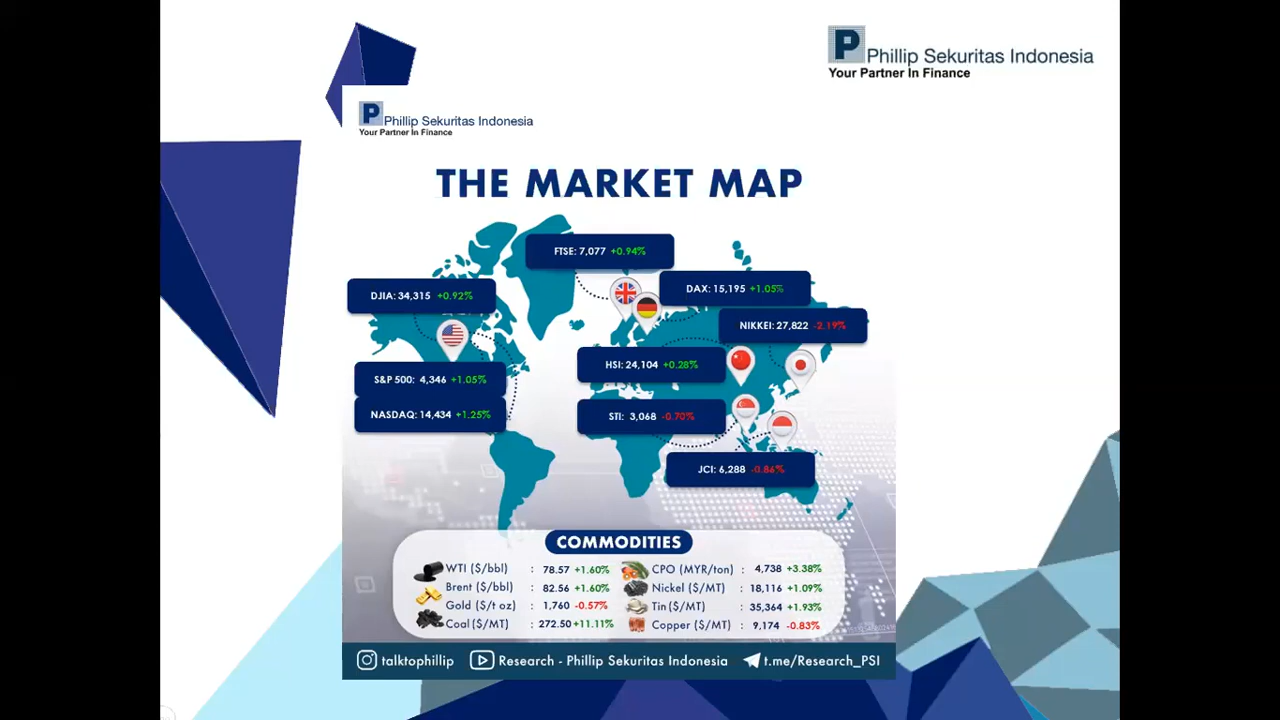 Phillip Sekuritas Indonesia
Your Partner In Finance
Phillip Sekuritas Indonesia
Your Partner In Finance
THE MARKET MAP
FTSE: 7,077 +0.94%
DJIA: 34,315 +0.92%
DAX: 15,195 +1.05%
NIKKEI: 27,822 -2.19%
HSI: 24,104 +0.28%
S&P 500: 4,346 +1.05%
NASDAQ: 14,434 +1.25%
STI: 3,068 -0.70%
JCI: 6,288 -0.86%
COMMODITIES
WTI ($/bbl) : 78.57 +1.60%
Brent ($/bbl) : 82.56 +1.60%
Gold ($/t oz) : 1,760 -0.57%
Coal ($/MT) : 272.50 +11.11%
CPO (MYR/ton) : 4,738 +3.38%
Nickel ($/MT) : 18,116 +1.09%
Tin ($/MT) : 35,364 +1.93%
Copper ($/MT) : 9,174 -0.83%
talktophillip
Research - Phillip Sekuritas Indonesia
t.me/Research_PSI